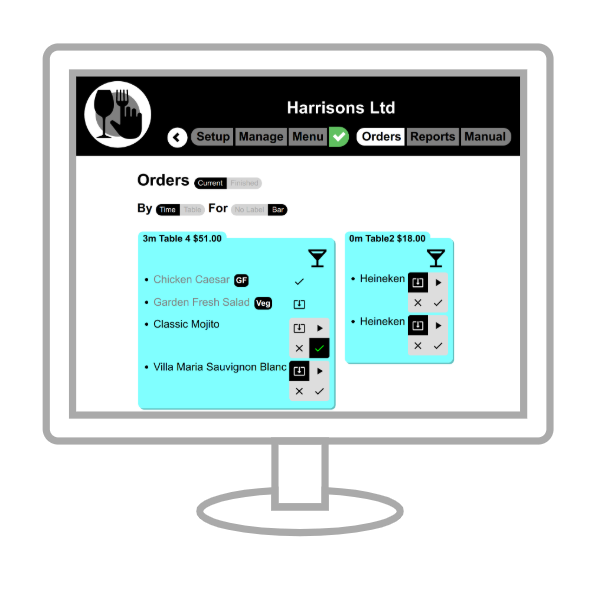 Harrisons Ltd
Setup Manage Menu Orders Reports Manual
Orders Current Finished
By Time Table For No Label Bar
3m Table 4 $51.00
Chicken Caesar GF
Garden Fresh Salad Veg
Classic Mojito
Villa Maria Sauvignon Blanc
0m Table2 $18.00
Heineken
Heineken